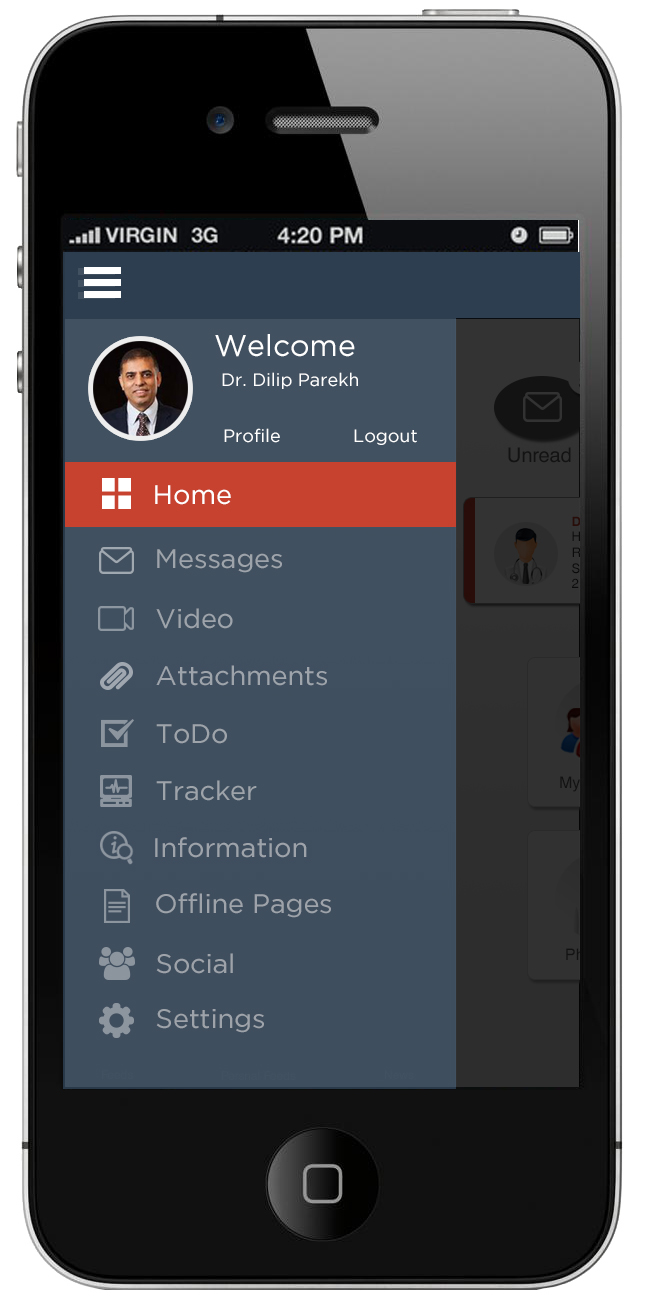 VIRGIN 3G 4:20 PM
Welcome
Dr. Dilip Parekh
Profile Logout
Home
Messages
Video
Attachments
ToDo
Tracker
Information
Offline Pages
Social
Settings
Unread
D
H
R
S
2
My
Ph